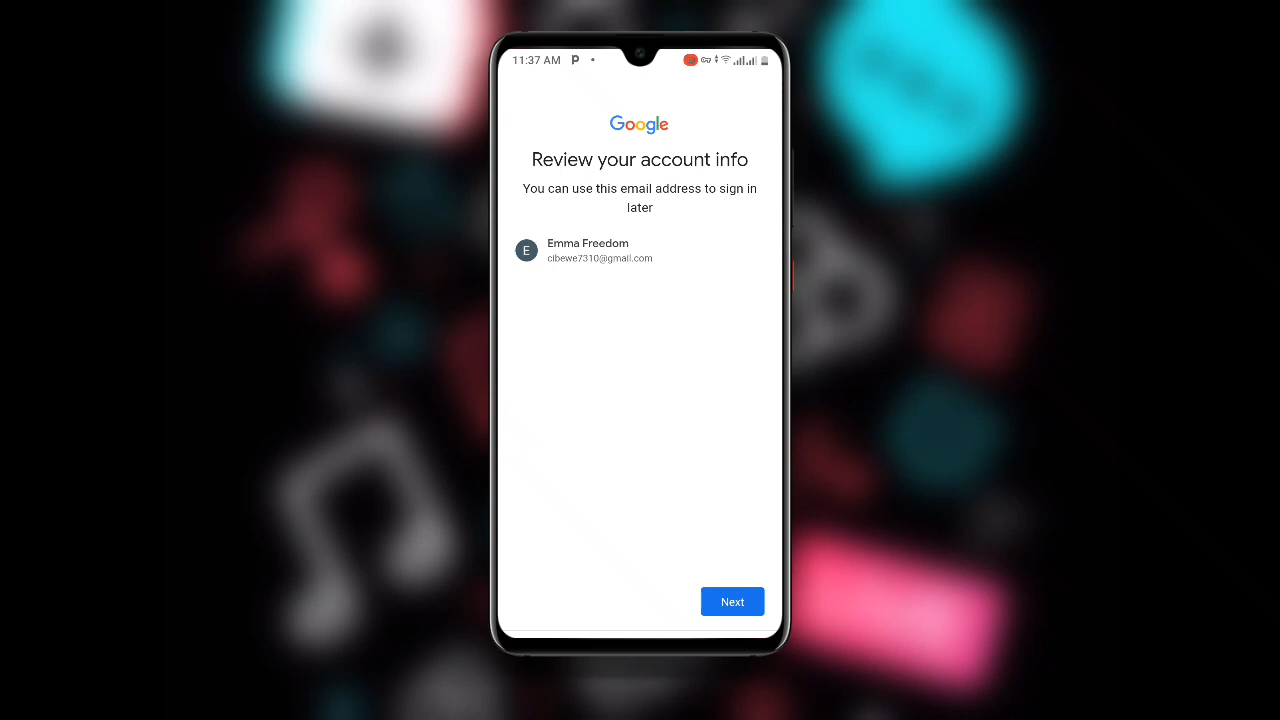 11:37 AM P
Google
Review your account info
You can use this email address to sign in
later
E
Emma Freedom
cibewe7310@gmail.com
Next